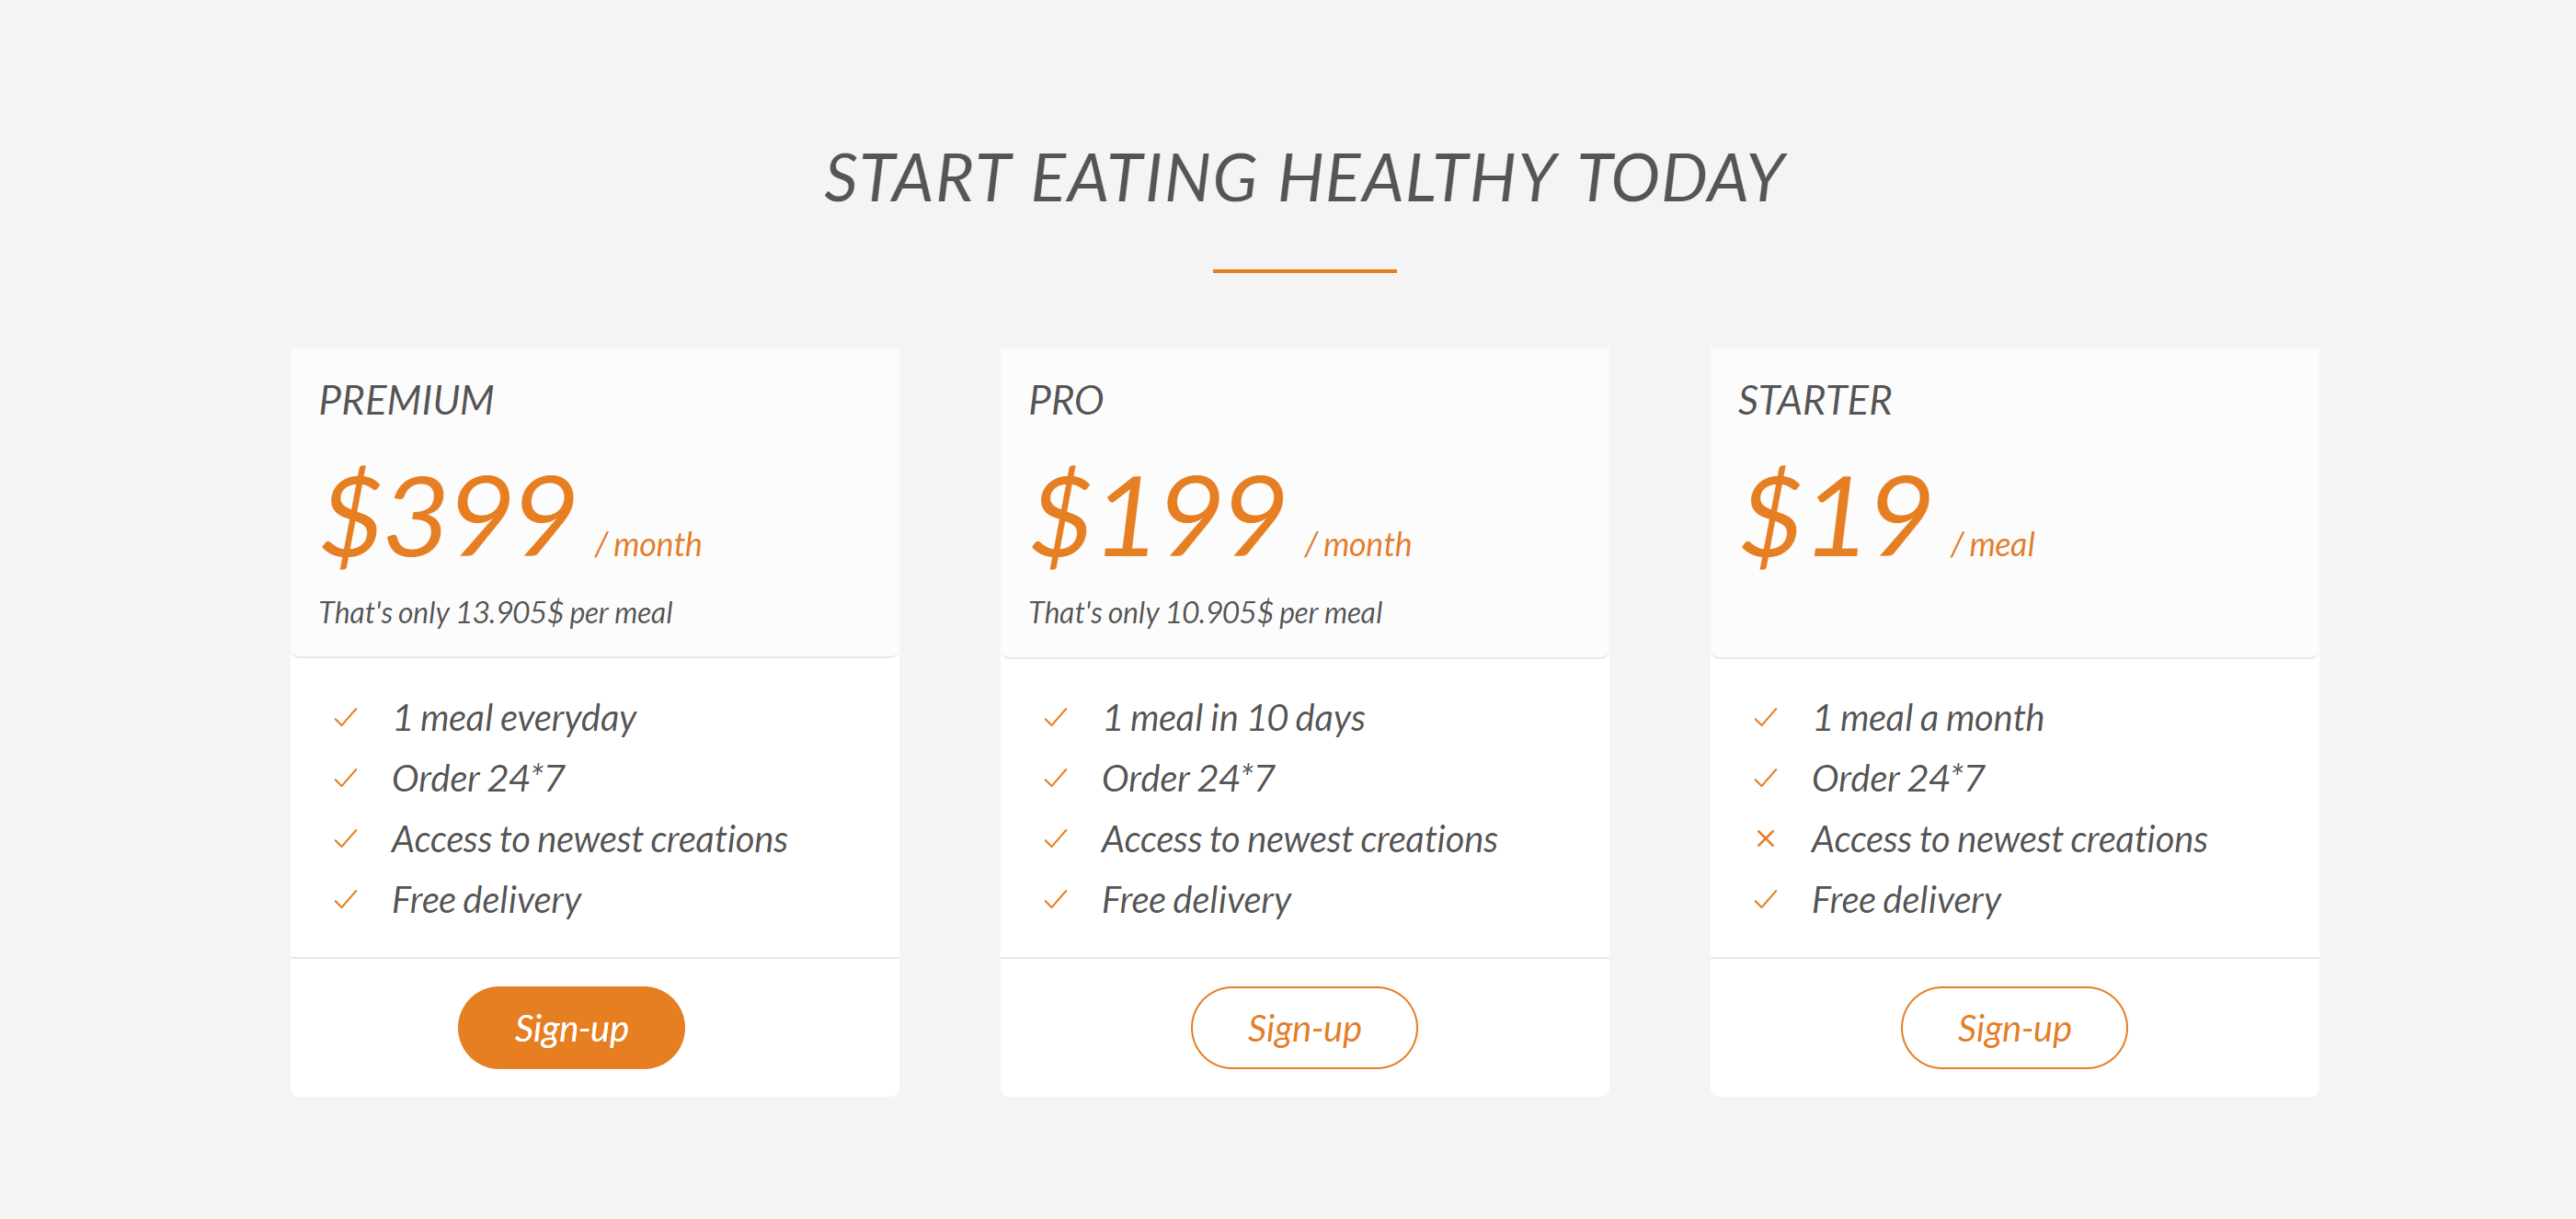 START EATING HEALTHY TODAY
PREMIUM
$399 / month
That's only 13.905$ per meal
1 meal everyday
Order 24*7
Access to newest creations
Free delivery
Sign-up
PRO
$199 / month
That's only 10.905$ per meal
1 meal in 10 days
Order 24*7
Access to newest creations
Free delivery
Sign-up
STARTER
$19 / meal
1 meal a month
Order 24*7
Access to newest creations
Free delivery
Sign-up